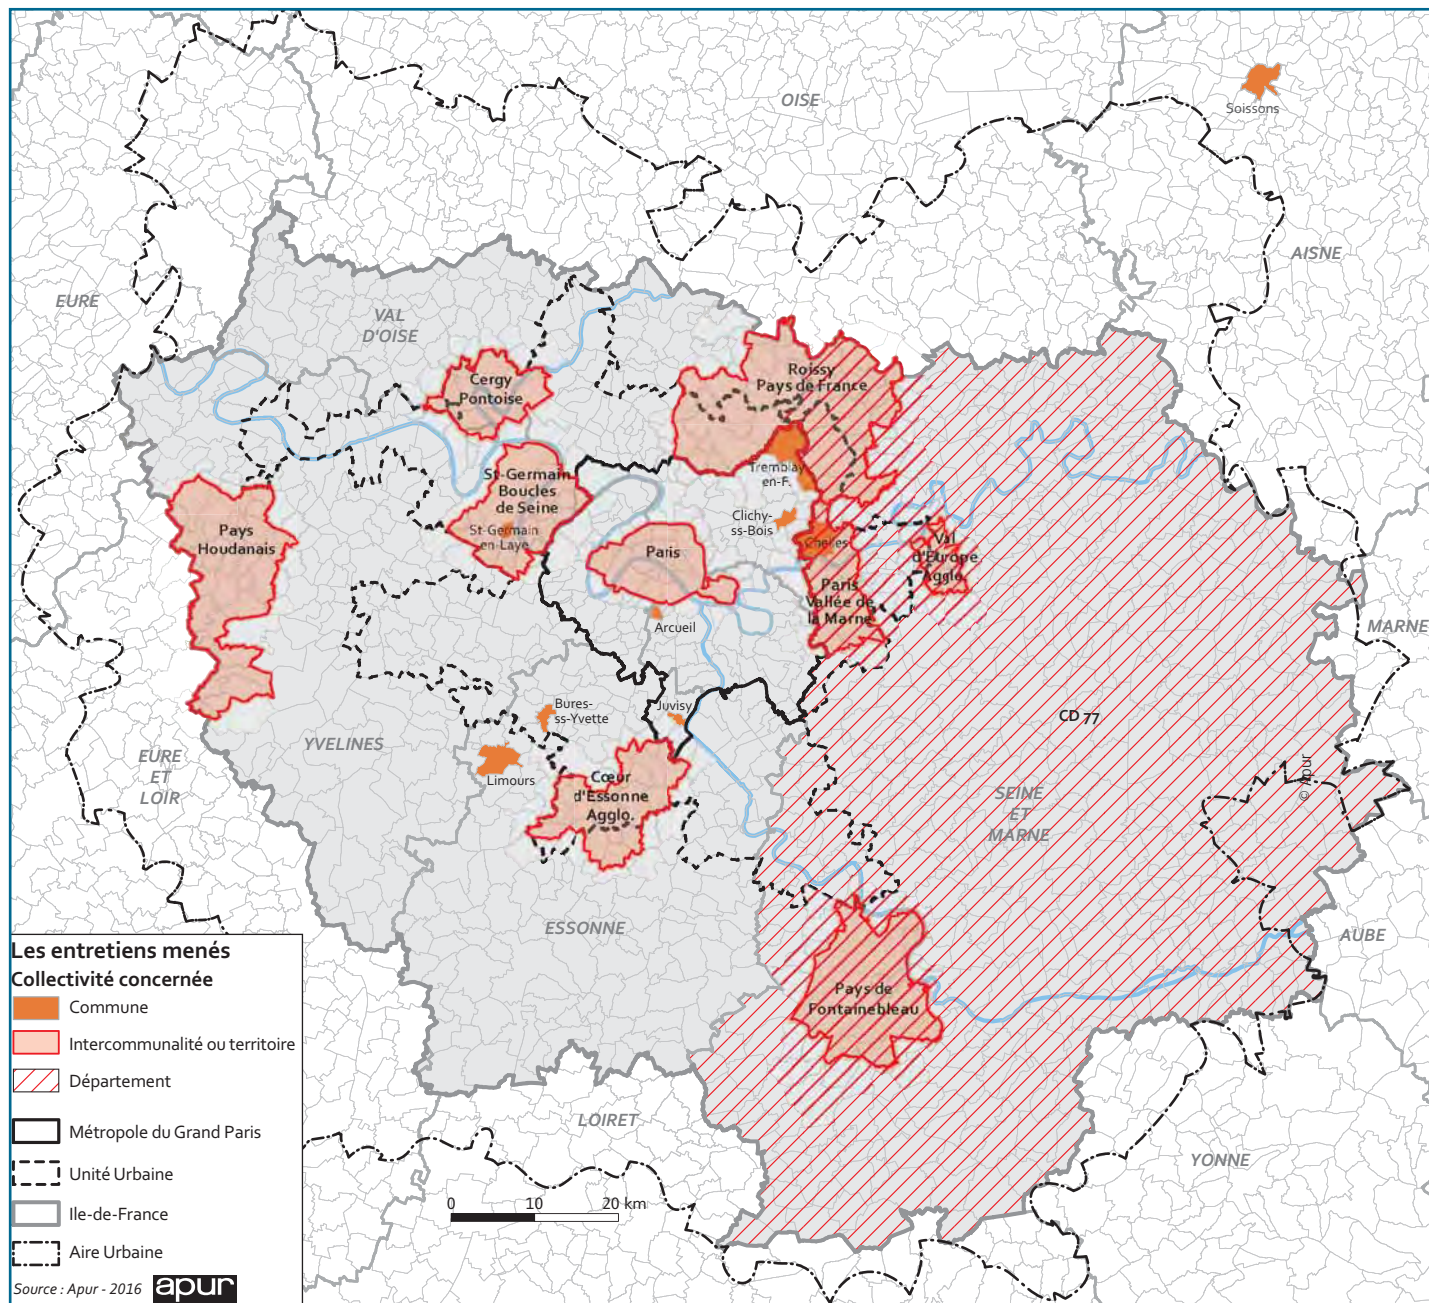 OISE
Soissons
AISNE
EURE
VAL
D'OISE
Cergy
Pontoise
Roissy
Pays de France
Tremblay
en-F.
St-Germain
Boucles
de Seine
St-Germain
en-Laye
Clichy-
ss-Bois
Chelles
Val
d'Europe
Agglo.
Pays
Houdanais
Paris
Paris
Vallée de
la Marne
Arcueil
MARNE
Bures-
ss-Yvette
Juvisy
CD 77
YVELINES
EURE
ET
LOIR
Limours
Cœur
d'Essonne
Agglo.
SEINE
ET
MARNE
© Apur
ESSONNE
AUBE
Pays de
Fontainebleau
LOIRET
YONNE
Les entretiens menés
Collectivité concernée
Commune
Intercommunalité ou territoire
Département
Métropole du Grand Paris
Unité Urbaine
Ile-de-France
Aire Urbaine
0 10 20 km
Source : Apur - 2016 apur